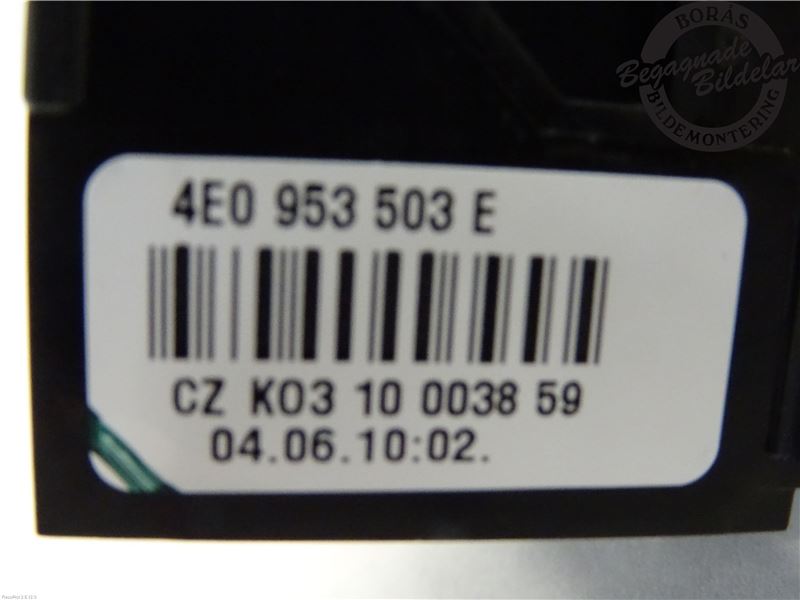 BORÅS
Begagnade
Bildelar
BILDEMONTERING
4E0 953 503 E
CZ K03 10 0038 59
04.06.10:02.